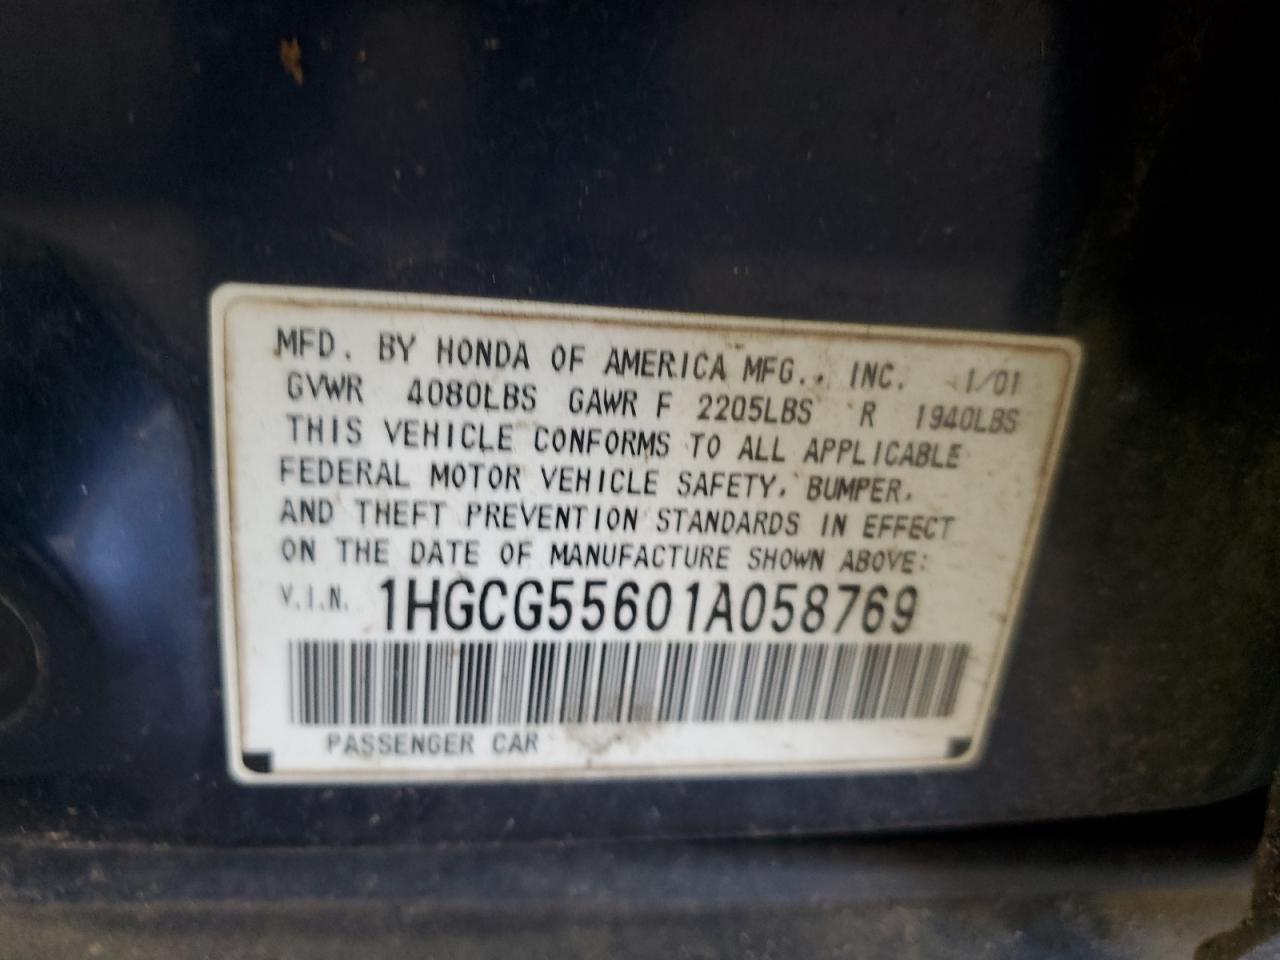 MFD. BY HONDA OF AMERICA MFG., INC. 1/01
GVWR 4080LBS GAWR F 2205LBS R 1940LBS
THIS VEHICLE CONFORMS TO ALL APPLICABLE
FEDERAL MOTOR VEHICLE SAFETY, BUMPER,
AND THEFT PREVENTION STANDARDS IN EFFECT
ON THE DATE OF MANUFACTURE SHOWN ABOVE:
V.I.N. 1HGCG55601A058769
PASSENGER CAR